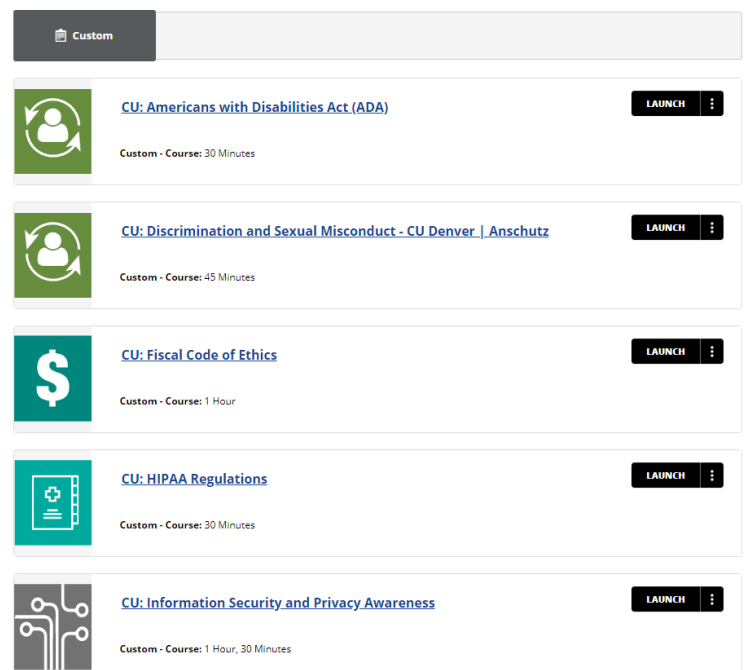 Custom
CU: Americans with Disabilities Act (ADA)
LAUNCH
Custom - Course: 30 Minutes
CU: Discrimination and Sexual Misconduct - CU Denver | Anschutz
LAUNCH
Custom - Course: 45 Minutes
$
CU: Fiscal Code of Ethics
LAUNCH
Custom - Course: 1 Hour
CU: HIPAA Regulations
LAUNCH
Custom - Course: 30 Minutes
CU: Information Security and Privacy Awareness
LAUNCH
Custom - Course: 1 Hour, 30 Minutes